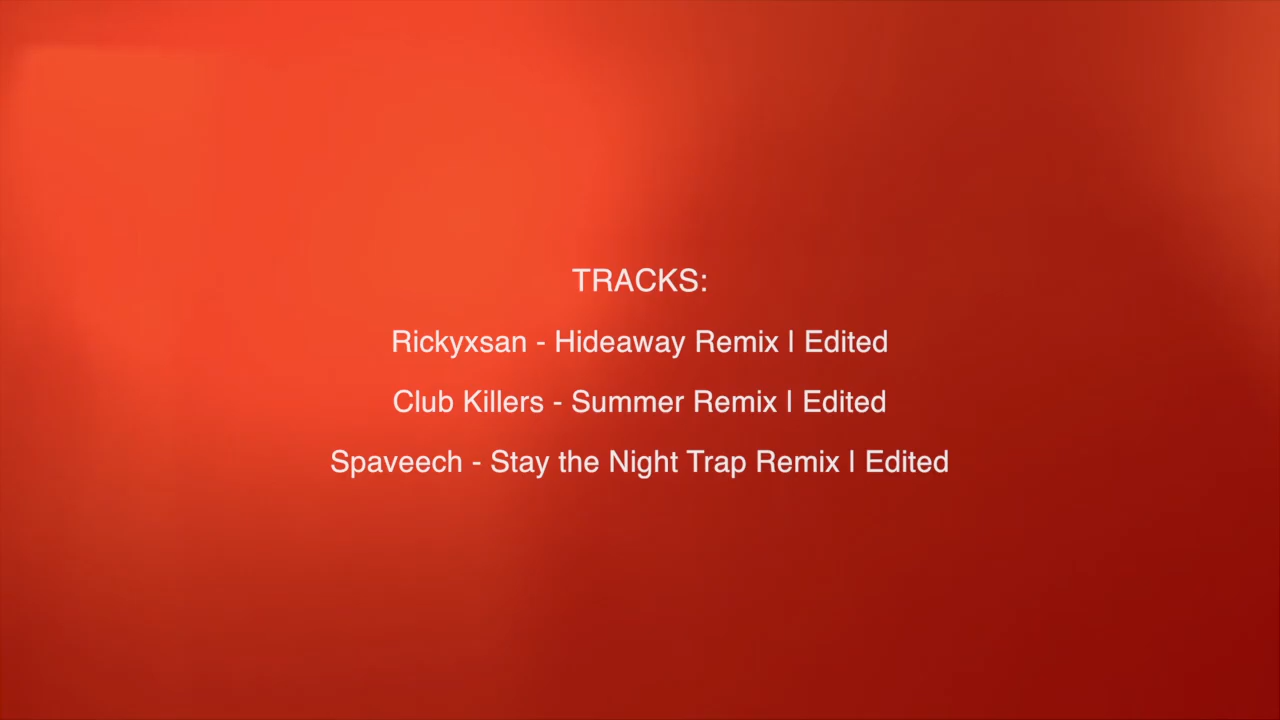 TRACKS:
Rickyxsan - Hideaway Remix | Edited
Club Killers - Summer Remix | Edited
Spaveech - Stay the Night Trap Remix | Edited